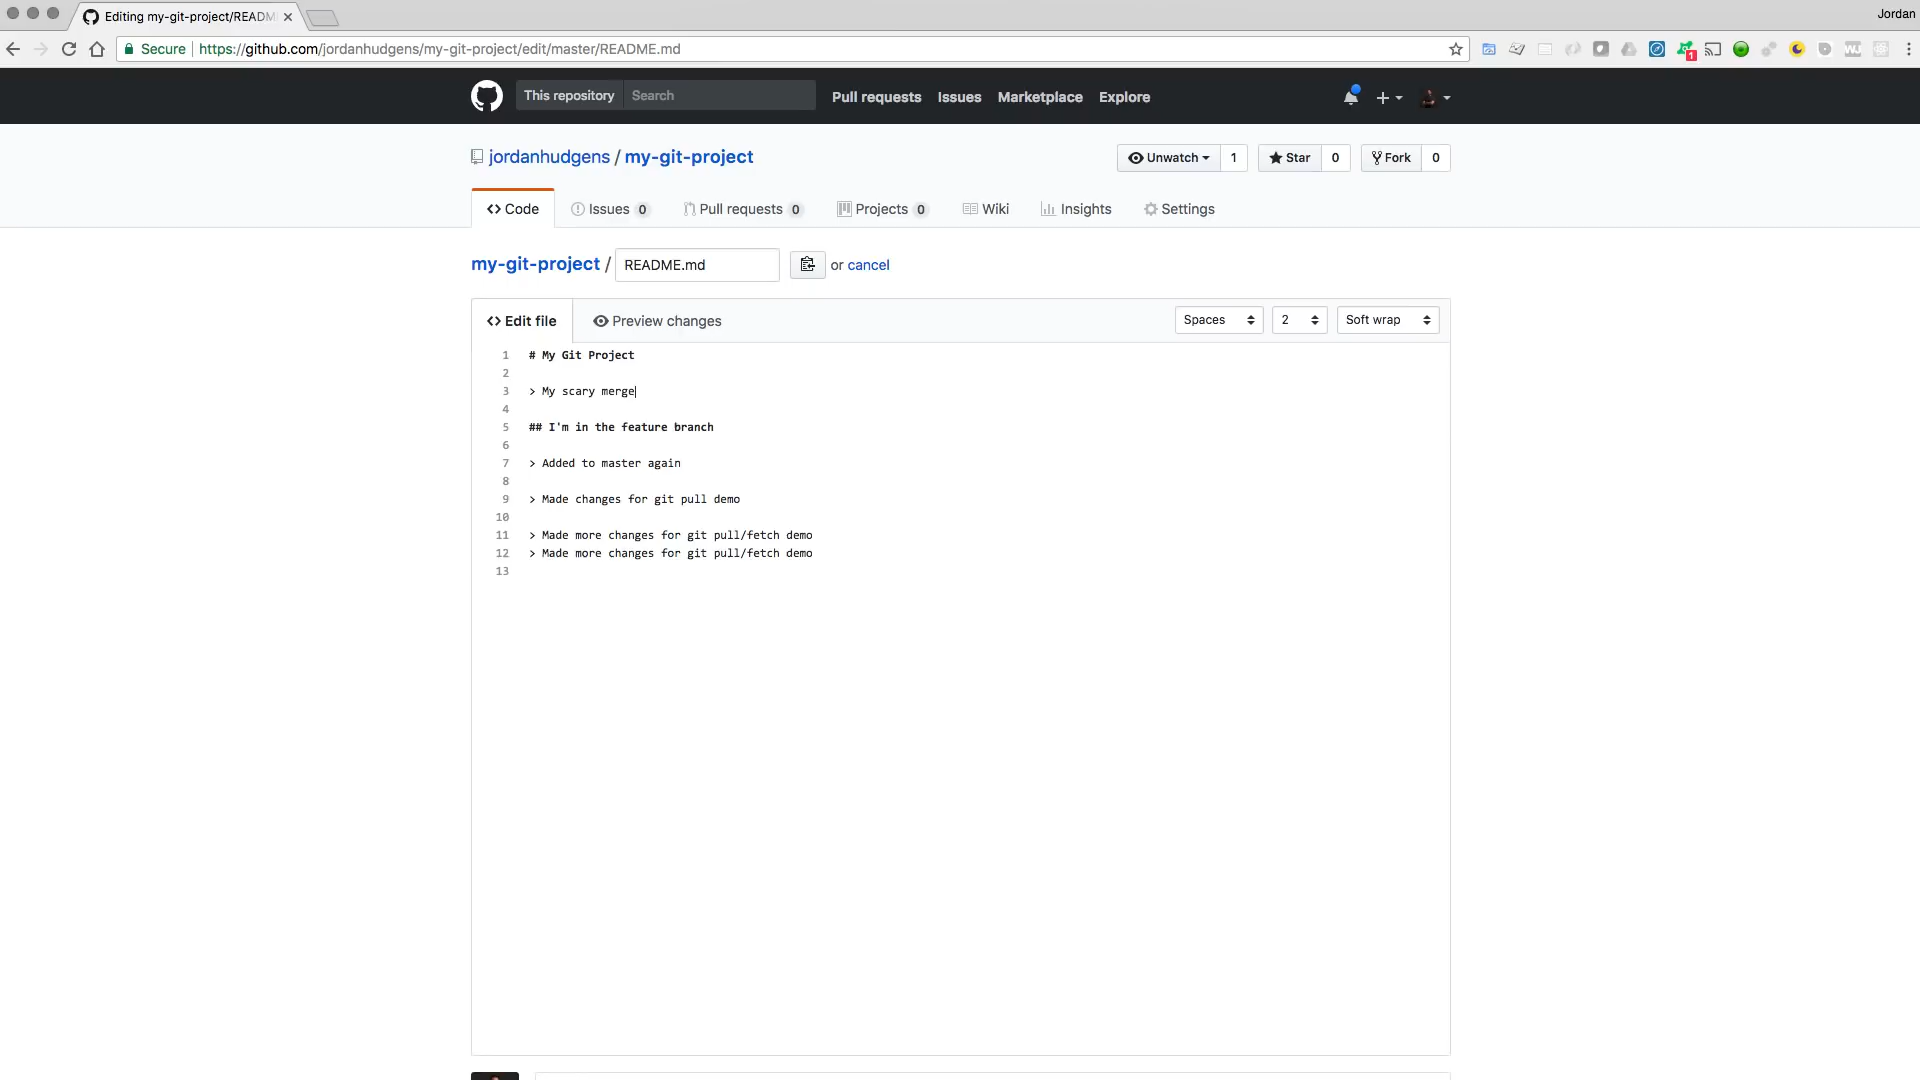 Editing my-git-project/READM
Jordan
Secure https://github.com/jordanhudgens/my-git-project/edit/master/README.md
1
WJ
This repository Search Pull requests Issues Marketplace Explore
jordanhudgens / my-git-project
Unwatch 1 Star 0 Fork 0
Code Issues 0 Pull requests 0 Projects 0 Wiki Insights Settings
my-git-project / README.md or cancel
Edit file Preview changes Spaces 2 Soft wrap
1 # My Git Project
2
3 > My scary merge
4
5 ## I'm in the feature branch
6
7 > Added to master again
8
9 > Made changes for git pull demo
10
11 > Made more changes for git pull/fetch demo
12 > Made more changes for git pull/fetch demo
13